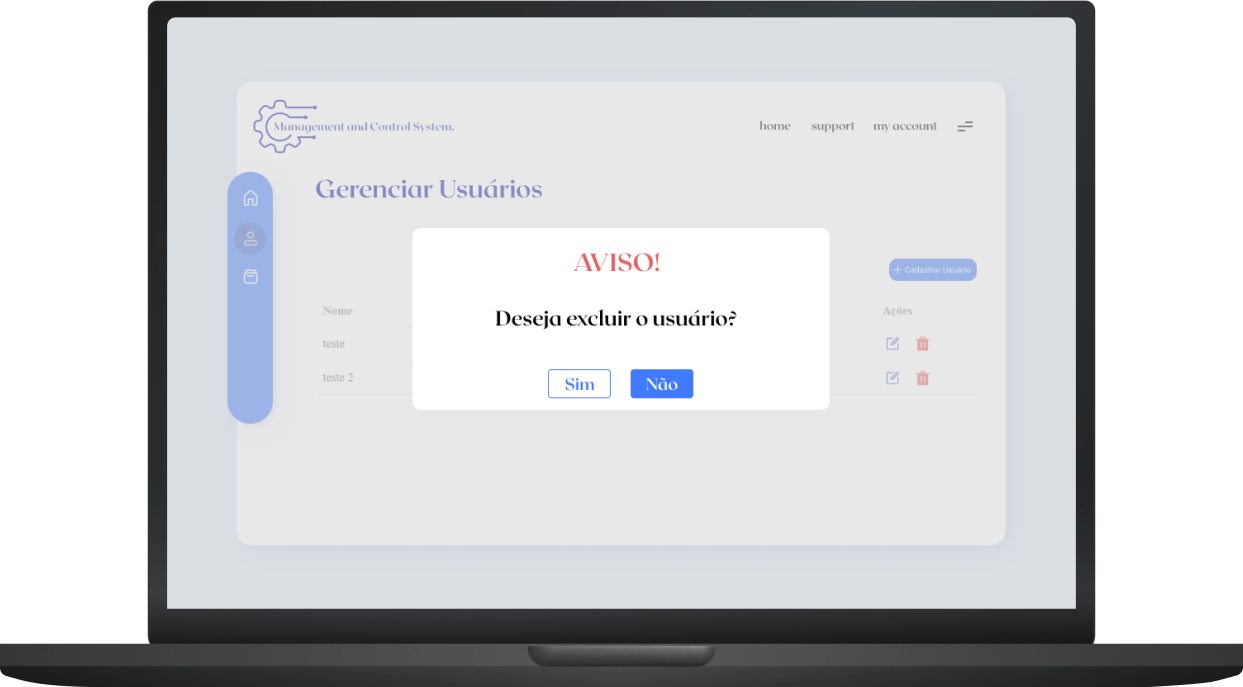 Management and Control System.
home support my account
Gerenciar Usuários
AVISO!
+ Cadastrar Usuário
Deseja excluir o usuário?
Nome Ações
teste
teste 2
Sim Não